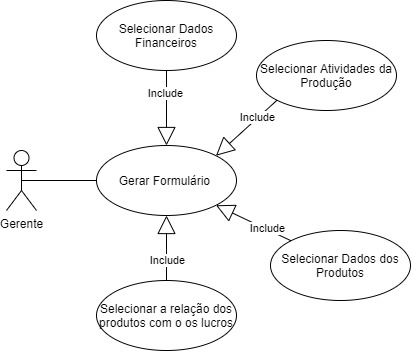 Selecionar Dados
Financeiros
Selecionar Atividades da
Produção
Include
Include
Gerar Formulário
Gerente
Include
Selecionar Dados dos
Produtos
Include
Selecionar a relação dos
produtos com o os lucros